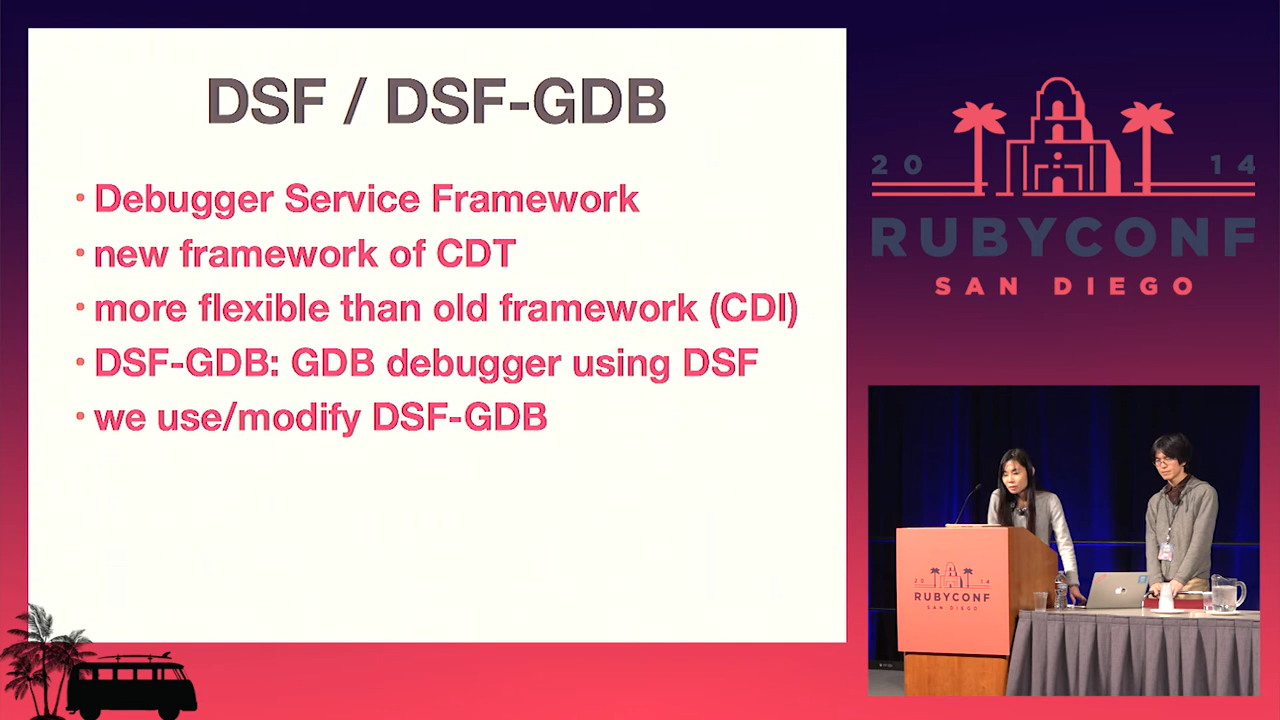 DSF / DSF-GDB
• Debugger Service Framework
• new framework of CDT
• more flexible than old framework (CDI)
• DSF-GDB: GDB debugger using DSF
• we use/modify DSF-GDB
20 14
RUBYCONF
SAN DIEGO
20 14
RUBYCONF
SAN DIEGO